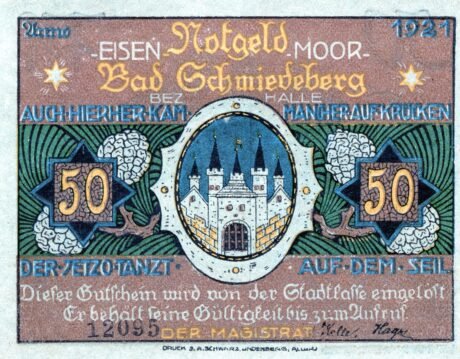 Anno Notgeld 1921
-EISEN MOOR-
Bad Schmiedeberg
BEZ HALLE
AUCH·HIERHER·KAM· MANCHER·AUF·KRÜCKEN
50 50
DER·JETZO·TANZT· AUF·DEM·SEIL·
Dieser Gutschein wird von der Stadtkasse eingelöst
Er behält seine Gültigkeit bis zum Aufruf.
12095 DER MAGISTRAT
DRUCK